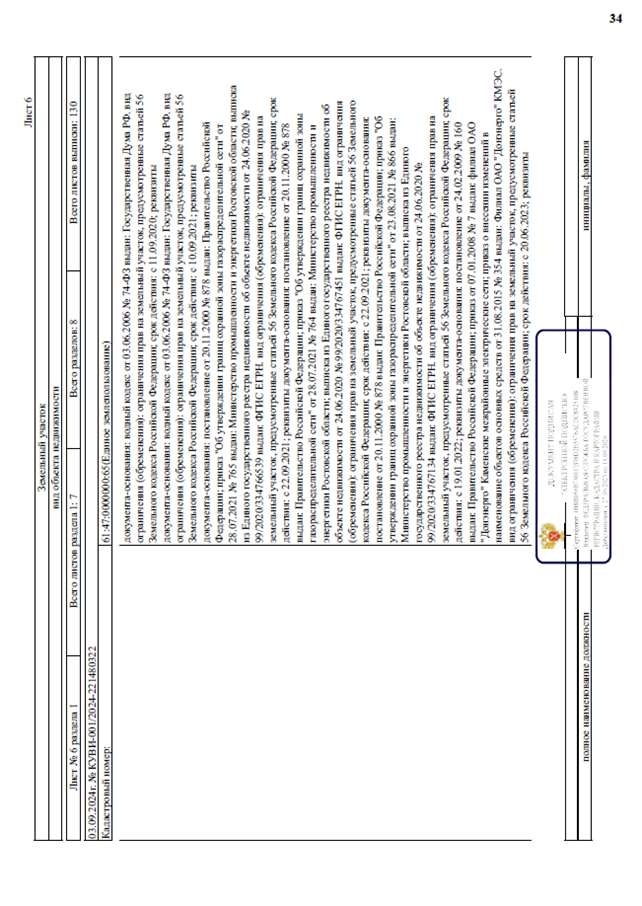 34
Лист 6
Земельный участок
вид объекта недвижимости
Лист № 6 раздела 1 Всего листов раздела 1: 7 Всего разделов: 8 Всего листов выписки: 130
03.09.2024г. № КУВИ-001/2024-221480322
Кадастровый номер: 61:47:0000000:65(Единое землепользование)
документа-основания: водный кодекс от 03.06.2006 № 74-ФЗ выдан: Государственная Дума РФ. вид
ограничения (обременения): ограничения прав на земельный участок, предусмотренные статьей 56
Земельного кодекса Российской Федерации; срок действия: с 11.09.2020; реквизиты
документа-основания: водный кодекс от 03.06.2006 № 74-ФЗ выдан: Государственная Дума РФ. вид
ограничения (обременения): ограничения прав на земельный участок, предусмотренные статьей 56
Земельного кодекса Российской Федерации; срок действия: с 10.09.2021; реквизиты
документа-основания: постановление от 20.11.2000 № 878 выдан: Правительство Российской
Федерации; приказ "Об утверждении границ охранной зоны газораспределительной сети" от
28.07.2021 № 765 выдан: Министерство промышленности и энергетики Ростовской области; выписка
из Единого государственного реестра недвижимости об объекте недвижимости от 24.06.2020 №
99/2020/334766539 выдан: ФГИС ЕГРН. вид ограничения (обременения): ограничения прав на
земельный участок, предусмотренные статьей 56 Земельного кодекса Российской Федерации; срок
действия: с 22.09.2021; реквизиты документа-основания: постановление от 20.11.2000 № 878
выдан: Правительство Российской Федерации; приказ "Об утверждении границ охранной зоны
газораспределительной сети" от 28.07.2021 № 764 выдан: Министерство промышленности и
энергетики Ростовской области; выписка из Единого государственного реестра недвижимости об
объекте недвижимости от 24.06.2020 № 99/2020/334767451 выдан: ФГИС ЕГРН. вид ограничения
(обременения): ограничения прав на земельный участок, предусмотренные статьей 56 Земельного
кодекса Российской Федерации; срок действия: с 22.09.2021; реквизиты документа-основания:
постановление от 20.11.2000 № 878 выдан: Правительство Российской Федерации; приказ "Об
утверждении границ охранной зоны газораспределительной сети" от 23.08.2021 № 866 выдан:
Министерство промышленности и энергетики Ростовской области; выписка из Единого
государственного реестра недвижимости об объекте недвижимости от 24.06.2020 №
99/2020/334767134 выдан: ФГИС ЕГРН. вид ограничения (обременения): ограничения прав на
земельный участок, предусмотренные статьей 56 Земельного кодекса Российской Федерации; срок
действия: с 19.01.2022; реквизиты документа-основания: постановление от 24.02.2009 № 160
выдан: Правительство Российской Федерации; приказ от 07.01.2008 № 7 выдан: филиал ОАО
"Донэнерго" Каменские межрайонные электрические сети; приказ о внесении изменений в
наименование объектов основных средств от 31.08.2015 № 354 выдан: Филиал ОАО "Донэнерго" КМЭС.
вид ограничения (обременения): ограничения прав на земельный участок, предусмотренные статьей
56 Земельного кодекса Российской Федерации; срок действия: с 20.06.2023; реквизиты
ДОКУМЕНТ ПОДПИСАН
ЭЛЕКТРОННОЙ ПОДПИСЬЮ
полное наименование должности инициалы, фамилия